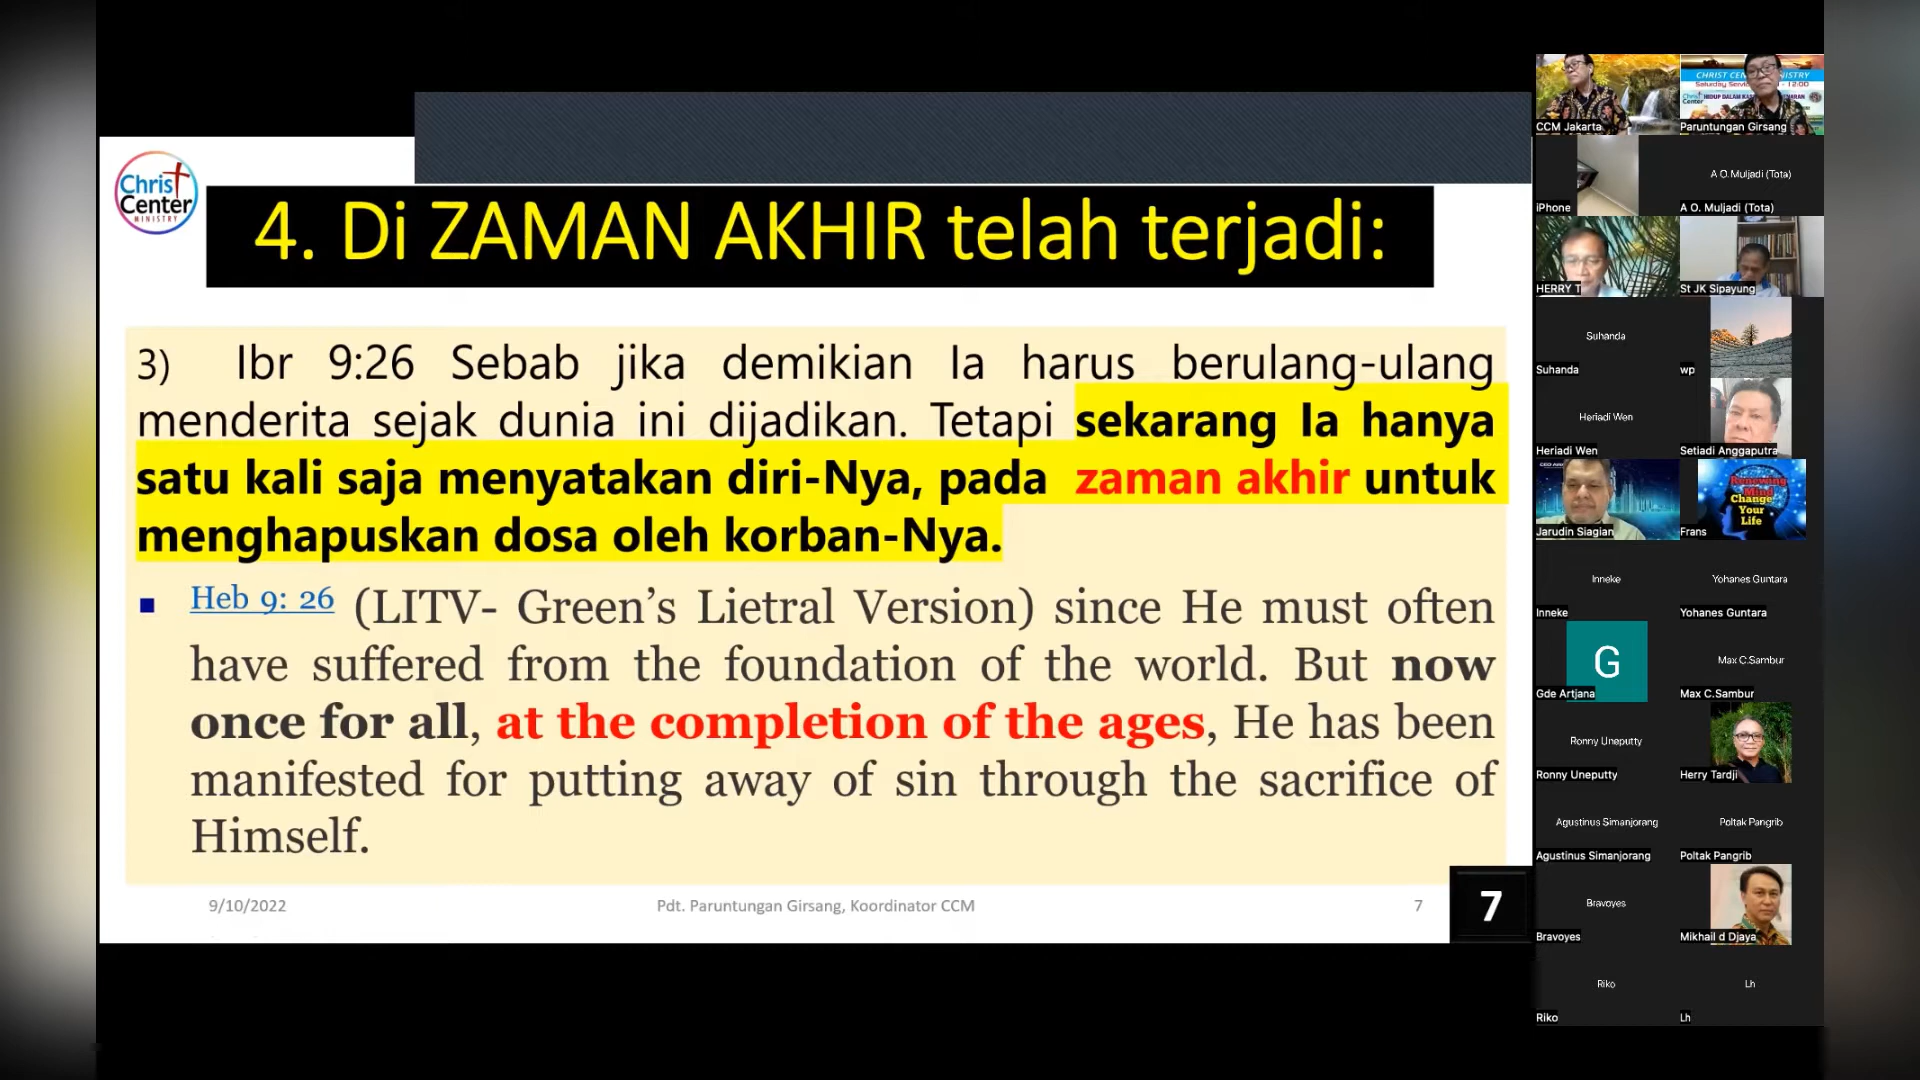 Christ
Center
MINISTRY
4. Di ZAMAN AKHIR telah terjadi:
3) Ibr 9:26 Sebab jika demikian Ia harus berulang-ulang
menderita sejak dunia ini dijadikan. Tetapi sekarang Ia hanya
satu kali saja menyatakan diri-Nya, pada zaman akhir untuk
menghapuskan dosa oleh korban-Nya.
▪ Heb 9: 26 (LITV- Green’s Lietral Version) since He must often
have suffered from the foundation of the world. But now
once for all, at the completion of the ages, He has been
manifested for putting away of sin through the sacrifice of
Himself.
9/10/2022
Pdt. Paruntungan Girsang, Koordinator CCM
7
7
CCM Jakarta
Paruntungan Girsang
iPhone
A O. Muljadi (Tota)
A O. Muljadi (Tota)
HERRY T
St JK Sipayung
Suhanda
Suhanda
wp
Heriadi Wen
Heriadi Wen
Setiadi Anggaputra
Jarudin Siagian
Renewing
Mind
Change
Your
Life
Frans
Inneke
Inneke
Yohanes Guntara
Yohanes Guntara
G
Gde Artjana
Max C.Sambur
Max C.Sambur
Ronny Uneputty
Ronny Uneputty
Herry Tardji
Agustinus Simanjorang
Agustinus Simanjorang
Poltak Pangrib
Poltak Pangrib
Bravoyes
Bravoyes
Mikhail d Djaya
Riko
Riko
Lh
Lh